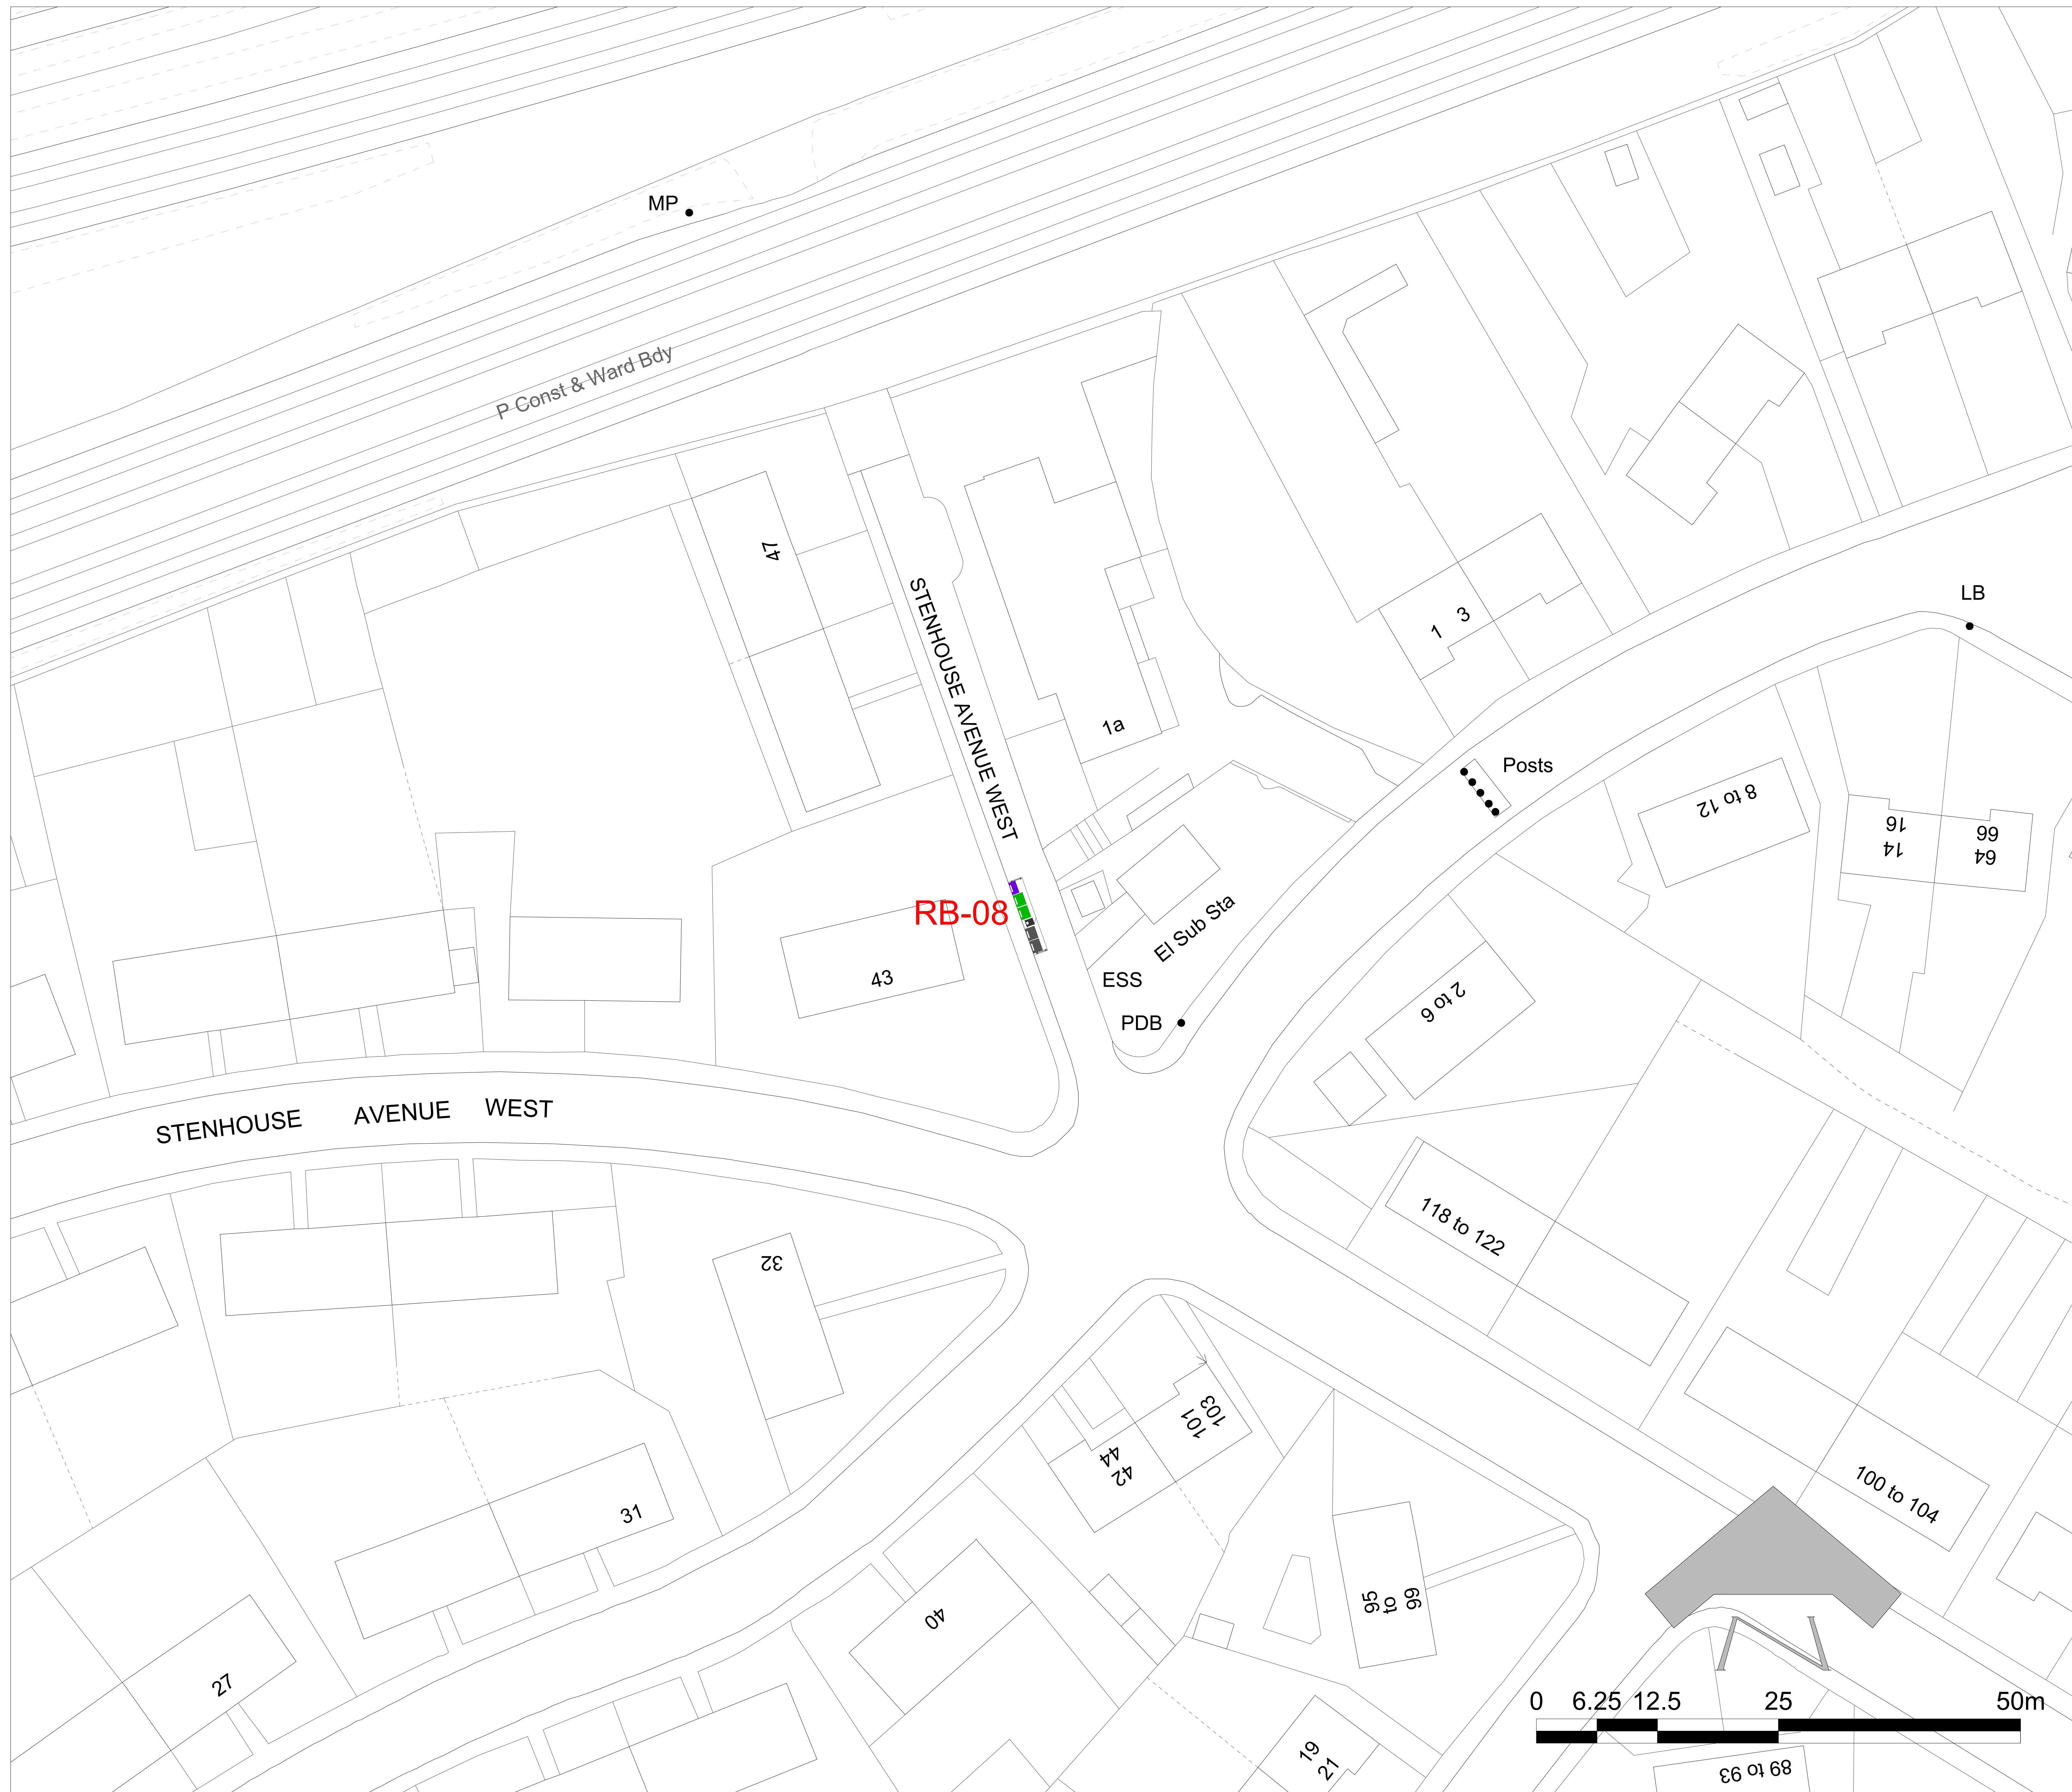 MP
P Const & Ward Bdy
47
STENHOUSE AVENUE WEST
1 3
LB
1a
Posts
8 to 12
16
14
66
64
RB-08
43
El Sub Sta
ESS
PDB
2 to 6
STENHOUSE AVENUE WEST
118 to 122
32
101
103
42
44
31
100 to 104
27
40
95
to
99
N
0 6.25 12.5 25 50m
19
21
89 to 93